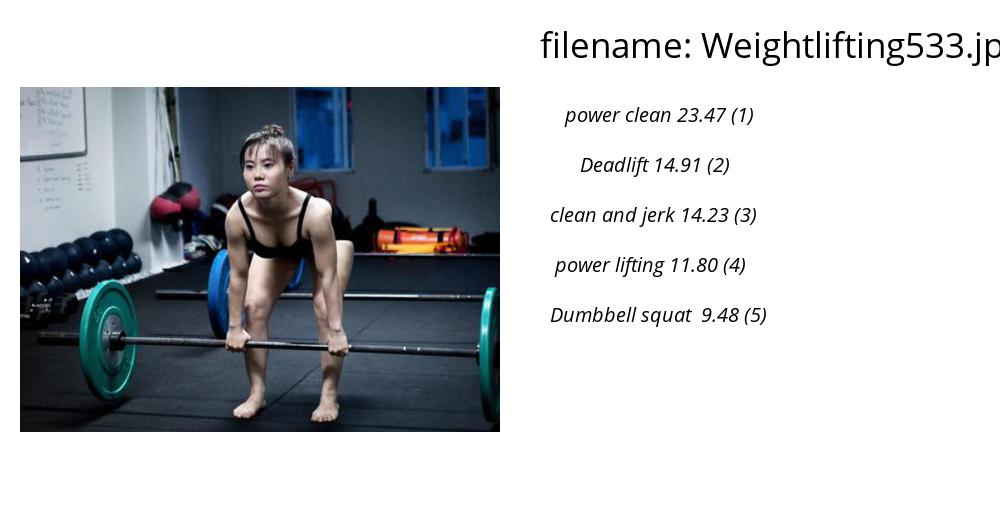 filename: Weightlifting533.jp
power clean 23.47 (1)
Deadlift 14.91 (2)
clean and jerk 14.23 (3)
power lifting 11.80 (4)
Dumbbell squat 9.48 (5)